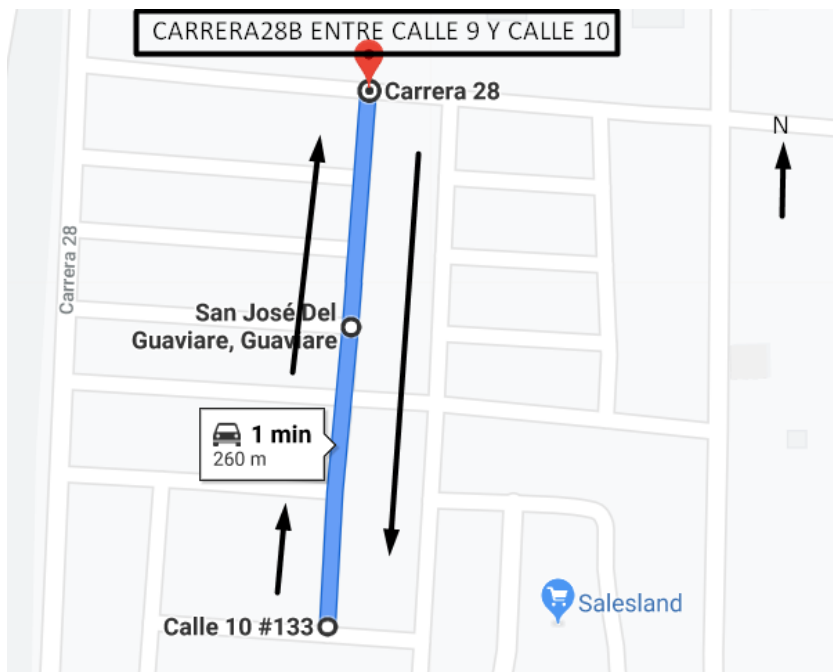 CARRERA28B ENTRE CALLE 9 Y CALLE 10
Carrera 28
N
Carrera 28
San José Del
Guaviare, Guaviare
1 min
260 m
Salesland
Calle 10 #133